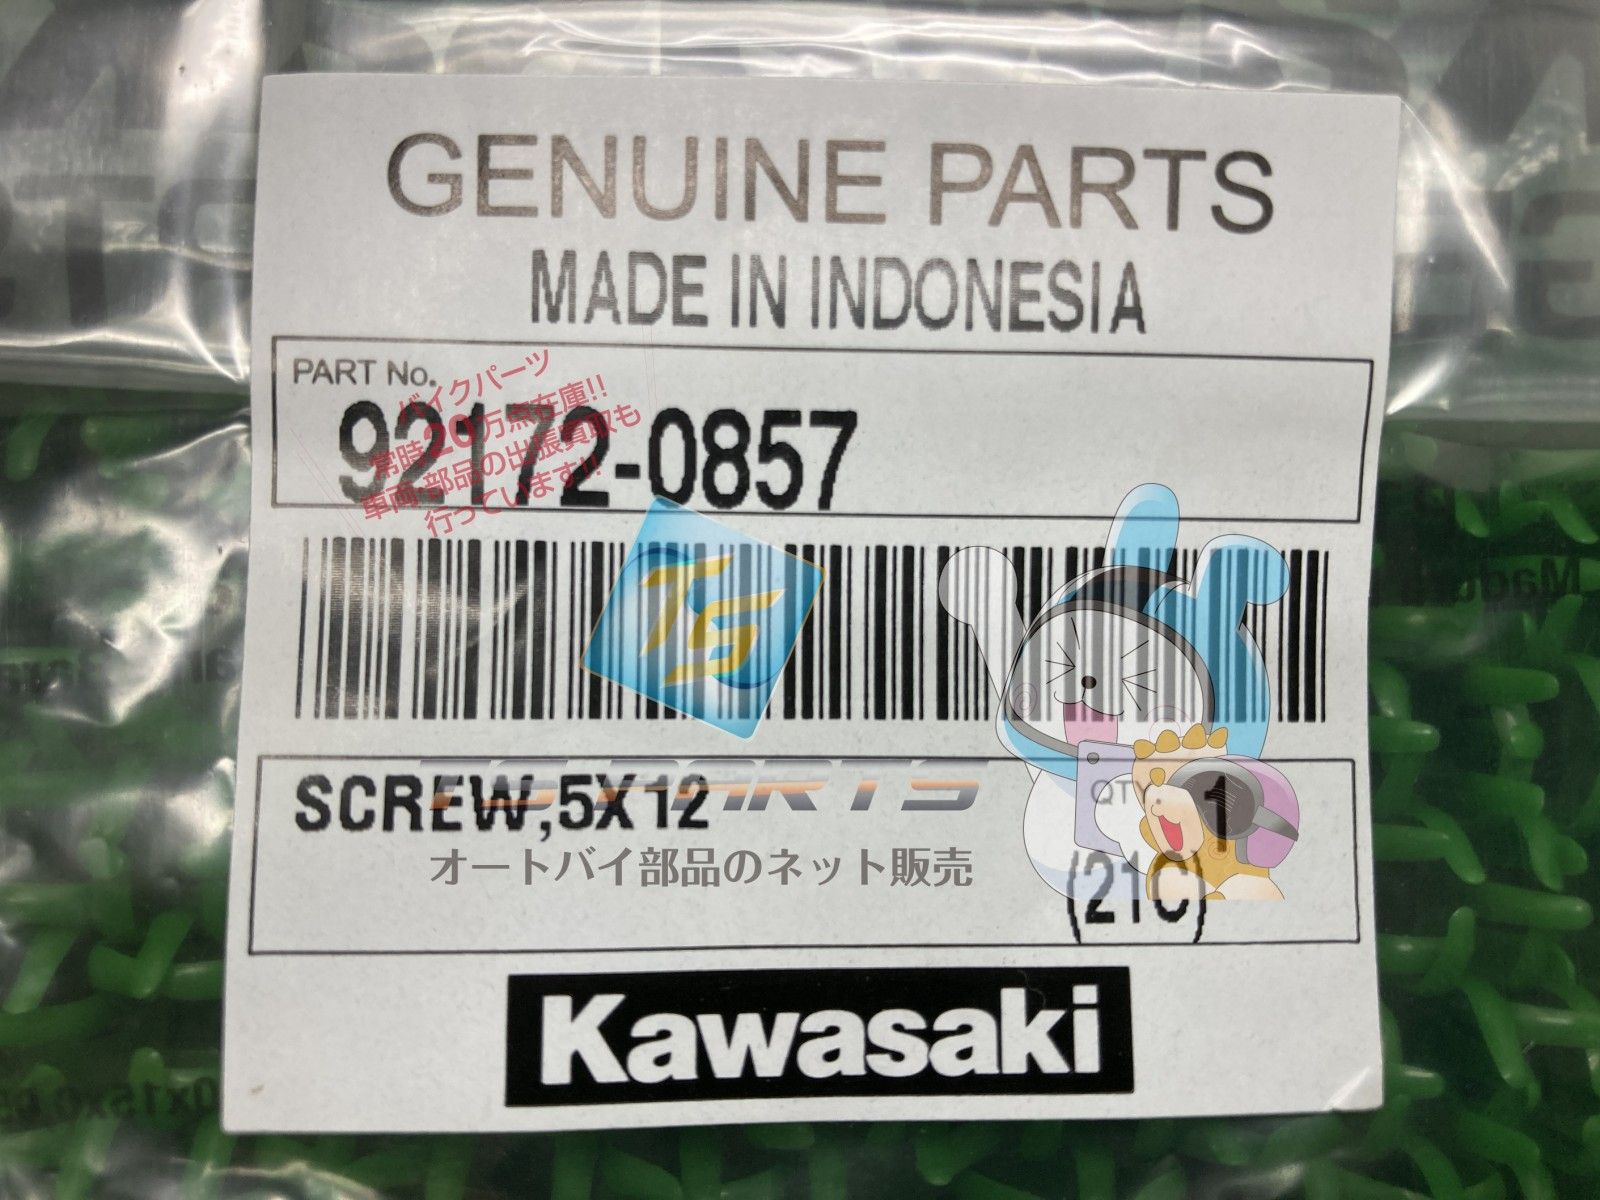 GENUINE PARTS
MADE IN INDONESIA
PART No.
92172-0857
バイクパーツ
常時20万点在庫!!
車両・部品の出張買取も
行っています!!
TS
TS PARTS
SCREW,5X12
QTY 1
オートバイ部品のネット販売
(21C)
Kawasaki